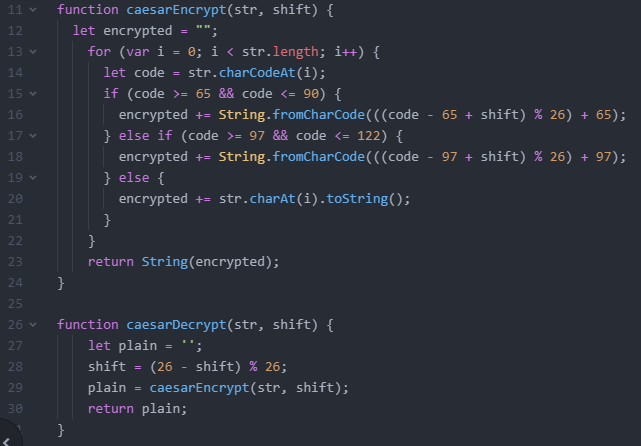 11 function caesarEncrypt(str, shift) {
12 let encrypted = "";
13 for (var i = 0; i < str.length; i++) {
14 let code = str.charCodeAt(i);
15 if (code >= 65 && code <= 90) {
16 encrypted += String.fromCharCode(((code - 65 + shift) % 26) + 65);
17 } else if (code >= 97 && code <= 122) {
18 encrypted += String.fromCharCode(((code - 97 + shift) % 26) + 97);
19 } else {
20 encrypted += str.charAt(i).toString();
21 }
22 }
23 return String(encrypted);
24 }
25
26 function caesarDecrypt(str, shift) {
27 let plain = '';
28 shift = (26 - shift) % 26;
29 plain = caesarEncrypt(str, shift);
30 return plain;
}